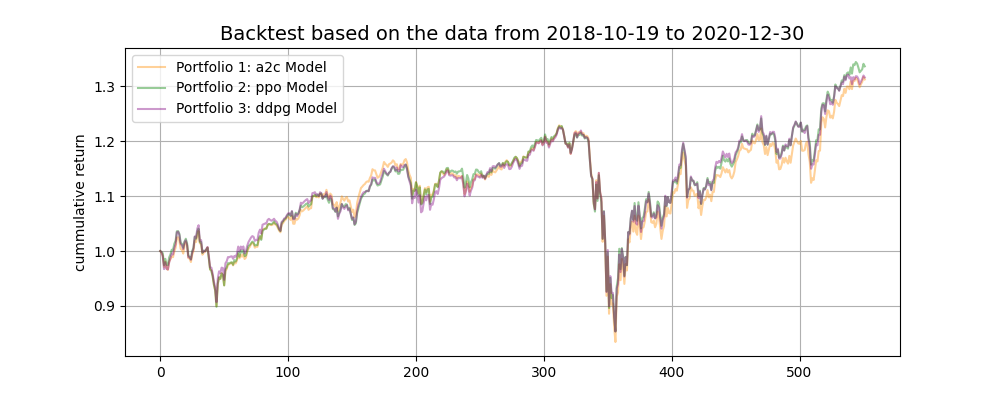 Backtest based on the data from 2018-10-19 to 2020-12-30
Portfolio 1: a2c Model
Portfolio 2: ppo Model
Portfolio 3: ddpg Model
cummulative return
1.3
1.2
1.1
1.0
0.9
0 100 200 300 400 500